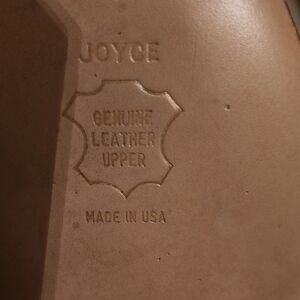 JOYCE
GENUINE
LEATHER
UPPER
MADE IN USA